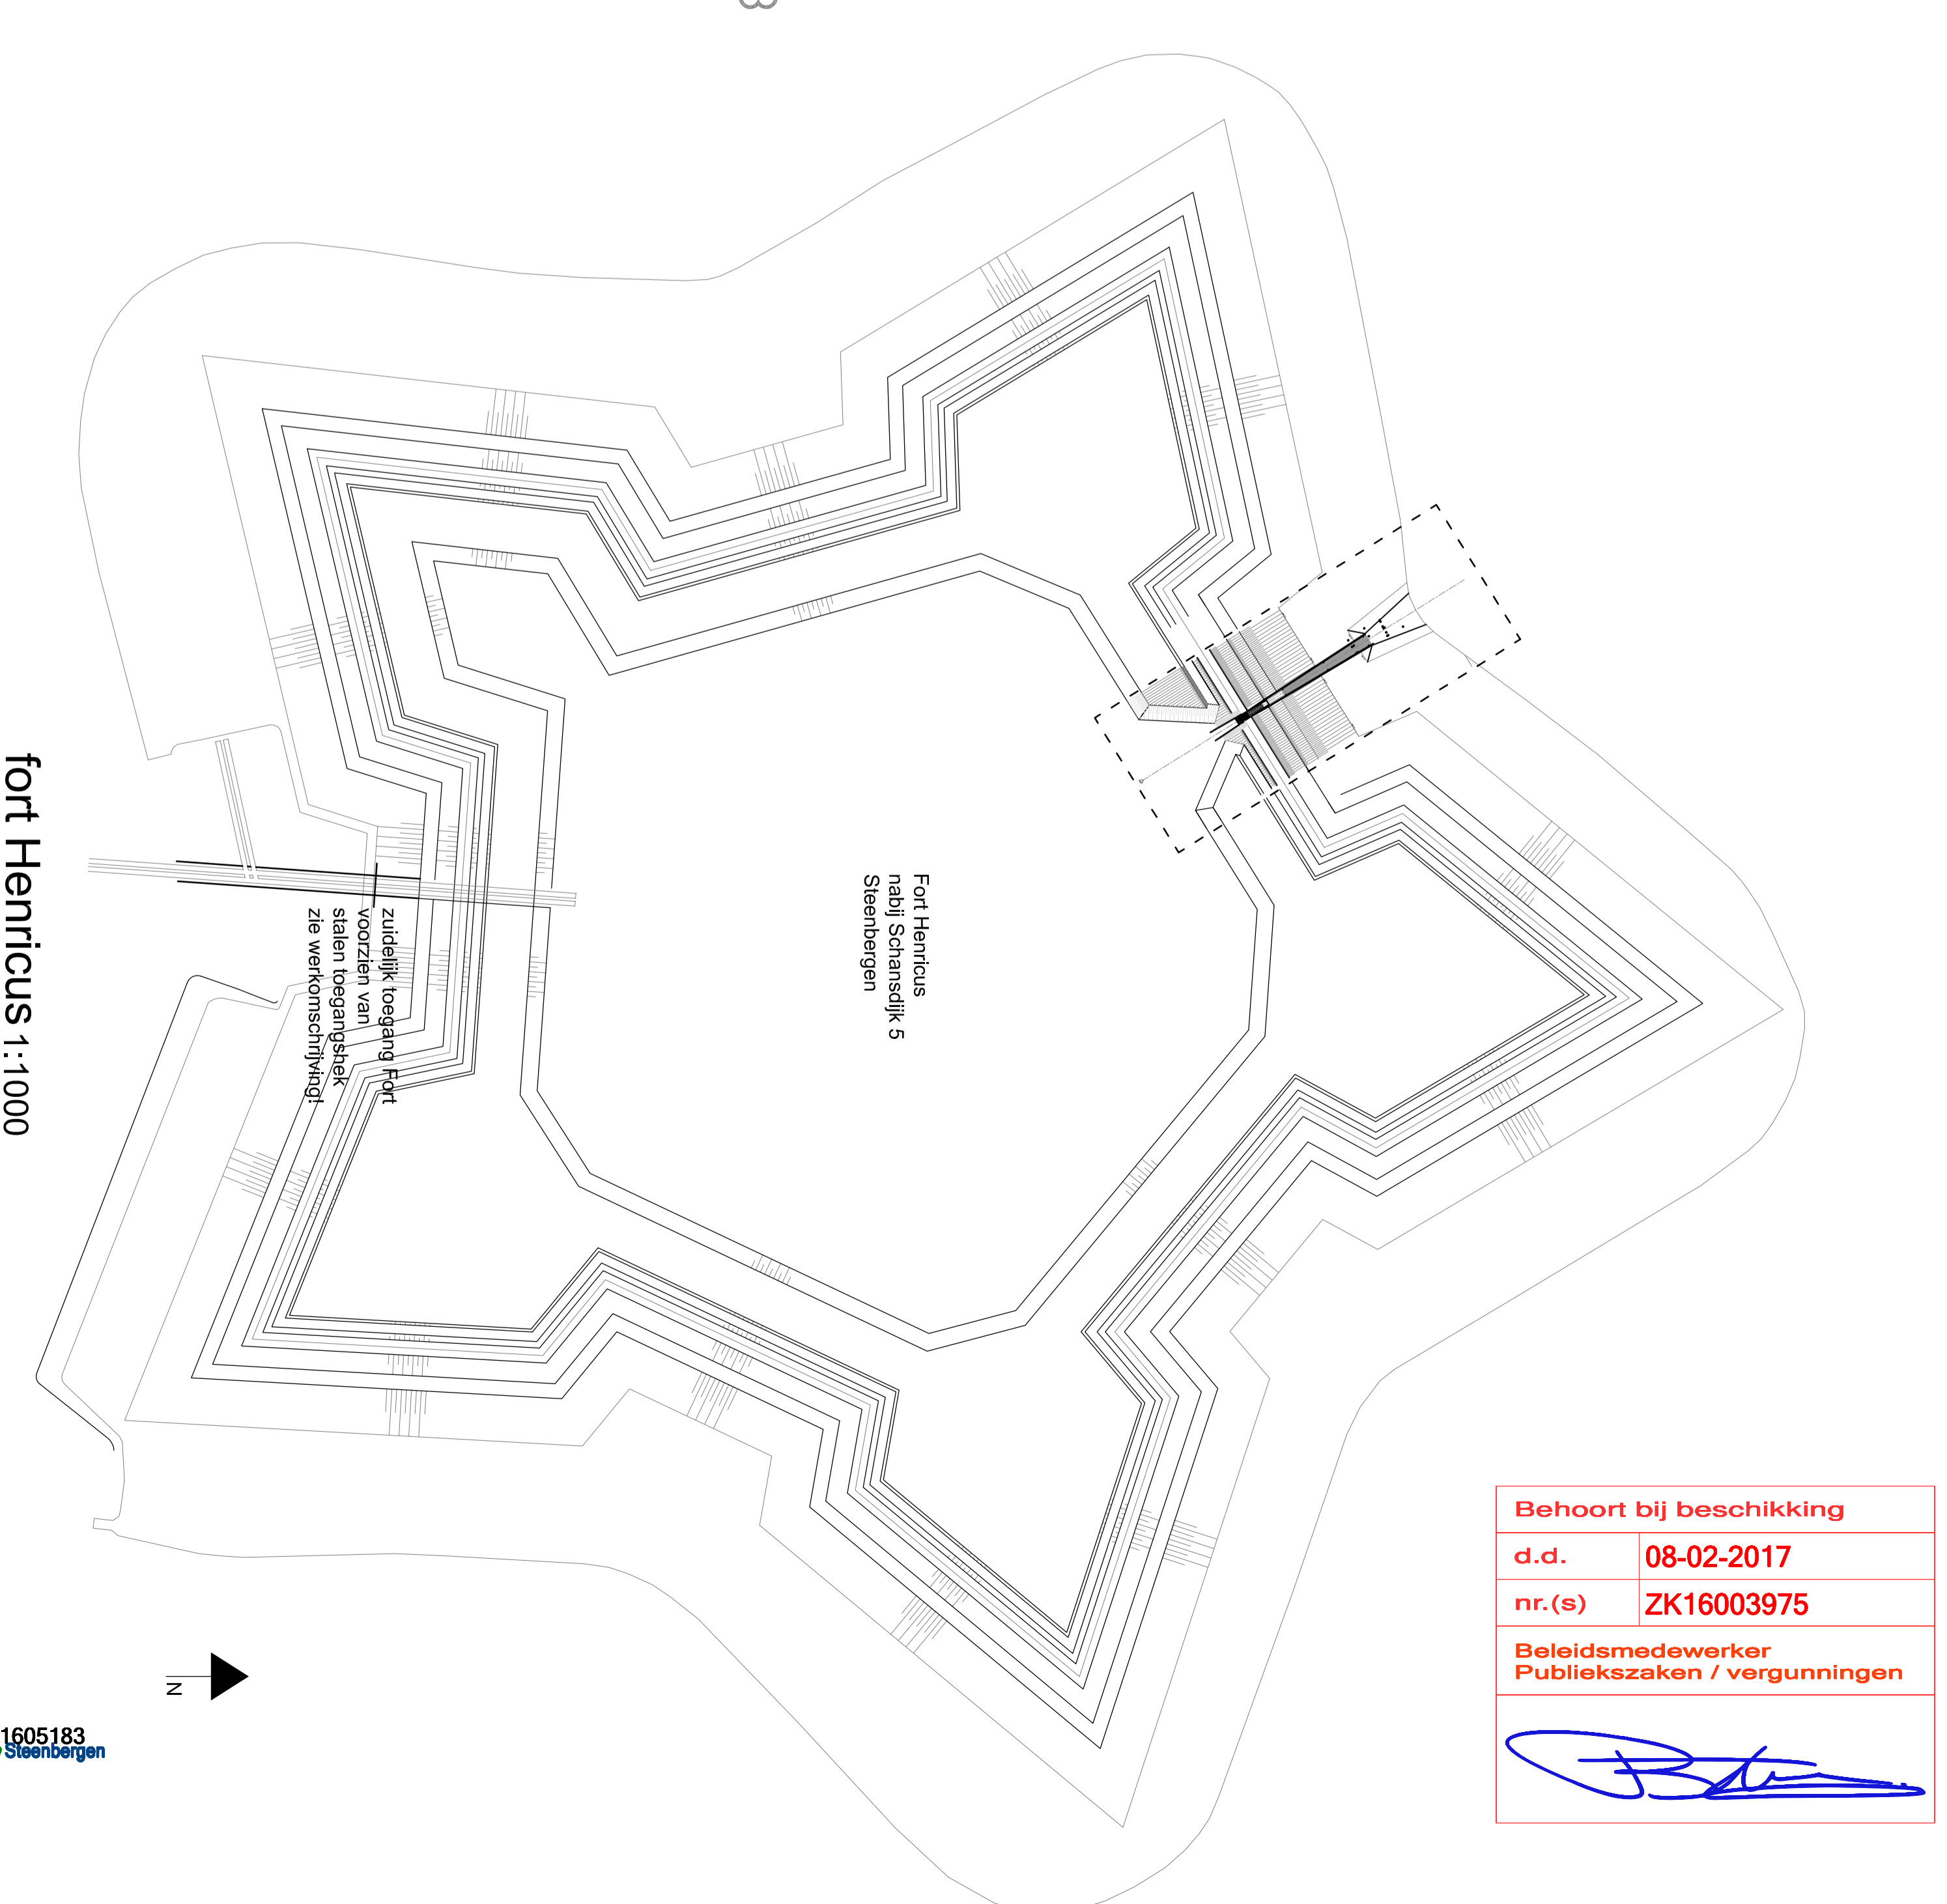 fort Henricus 1:1000
Fort Henricus
nabij Schansdijk 5
Steenbergen
zuidelijk toegang Fort
voorzien van
stalen toegangshek
zie werkomschrijving!
N
1605183
Steenbergen
Behoort bij beschikking
d.d. 08-02-2017
nr.(s) ZK16003975
Beleidsmedewerker
Publiekszaken / vergunningen